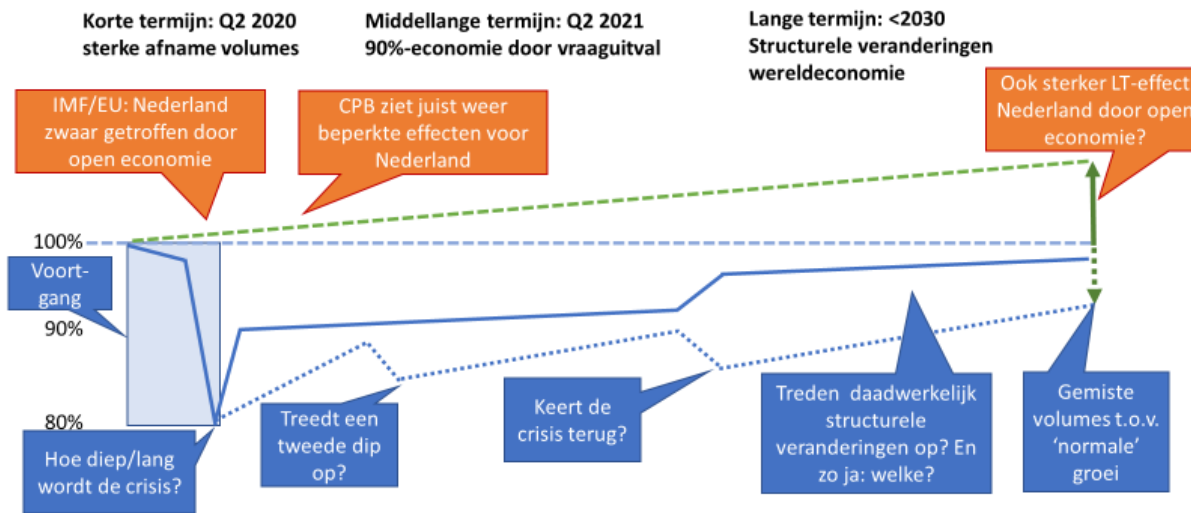 Korte termijn: Q2 2020
sterke afname volumes
Middellange termijn: Q2 2021
90%-economie door vraaguitval
Lange termijn: <2030
Structurele veranderingen
wereldeconomie
IMF/EU: Nederland
zwaar getroffen door
open economie
CPB ziet juist weer
beperkte effecten voor
Nederland
Ook sterker LT-effect
Nederland door open
economie?
100%
Voort-
gang
90%
80%
Hoe diep/lang
wordt de crisis?
Treedt een
tweede dip
op?
Keert de
crisis terug?
Treden daadwerkelijk
structurele
veranderingen op? En
zo ja: welke?
Gemiste
volumes t.o.v.
‘normale’
groei